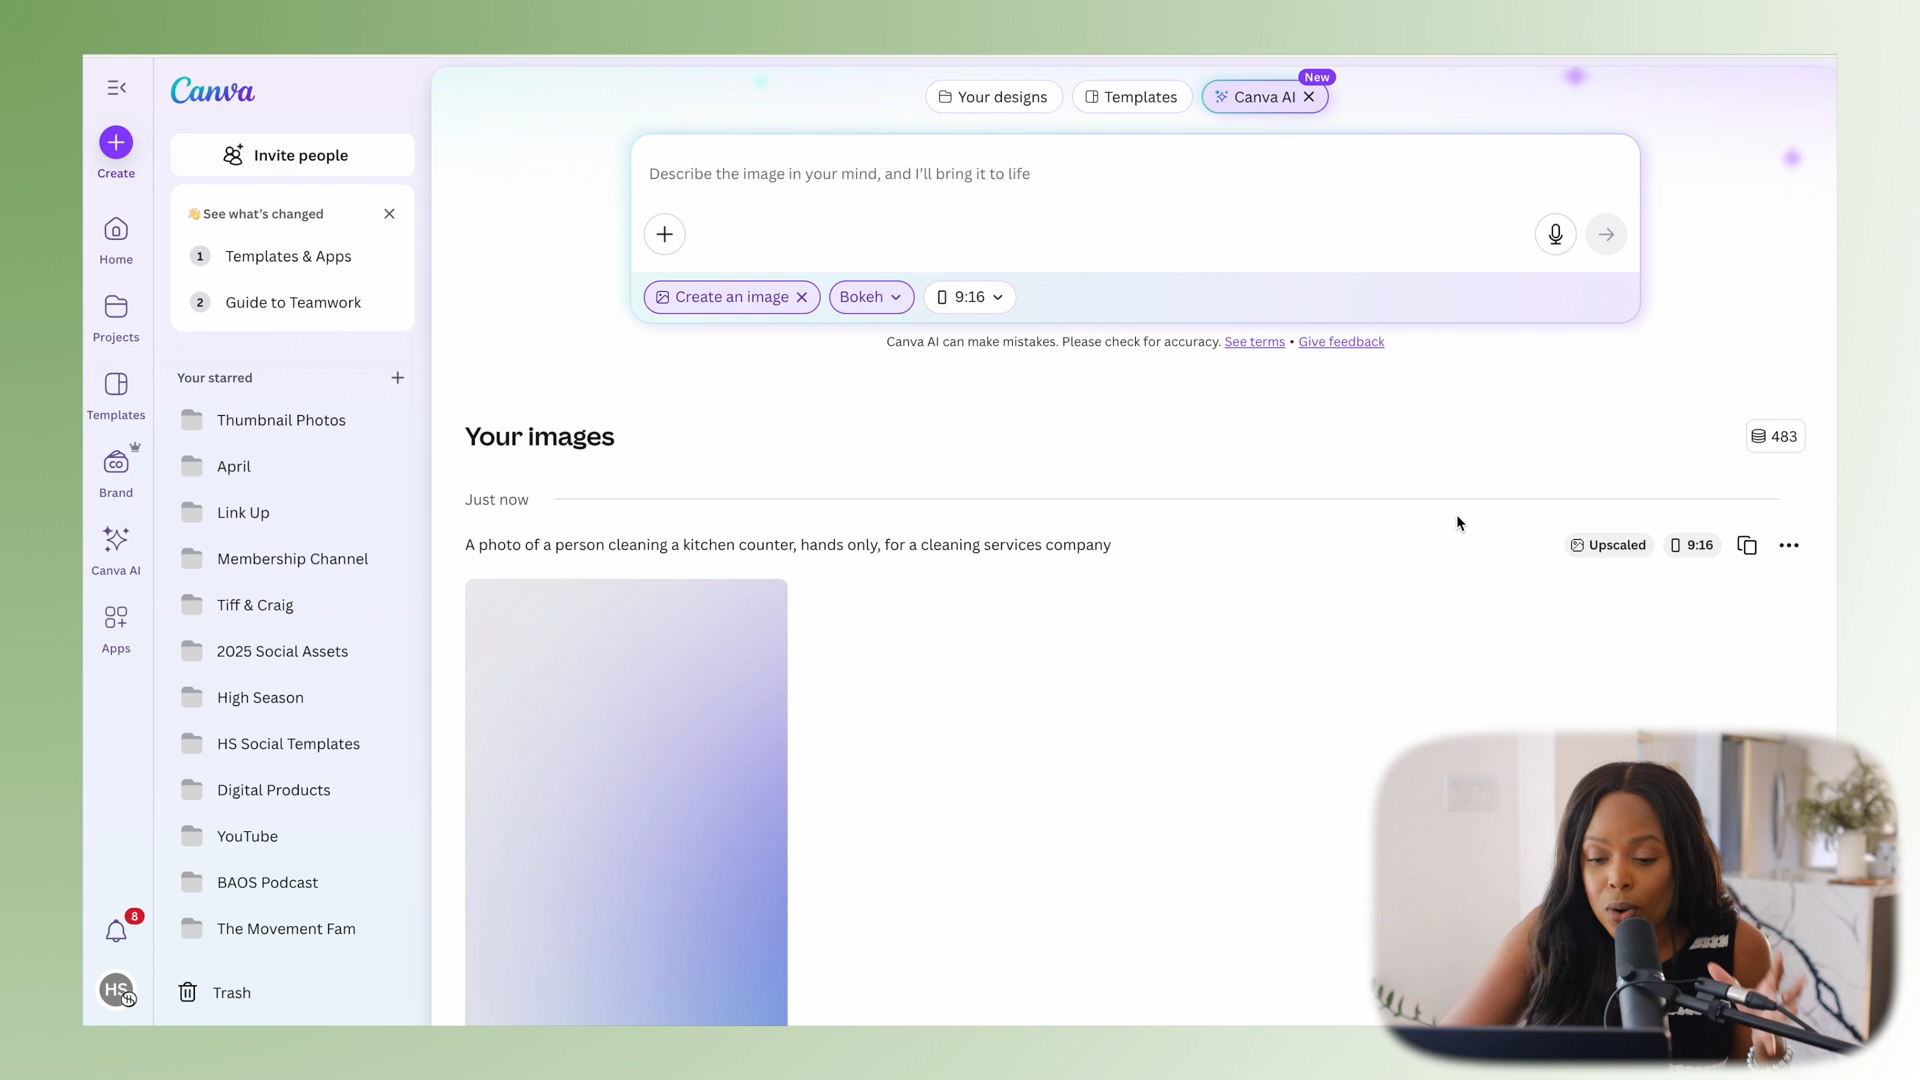 Canva
Create
Home
Projects
Templates
CO
Brand
Canva AI
Apps
8
HS
Invite people
👋 See what's changed
1 Templates & Apps
2 Guide to Teamwork
Your starred
Thumbnail Photos
April
Link Up
Membership Channel
Tiff & Craig
2025 Social Assets
High Season
HS Social Templates
Digital Products
YouTube
BAOS Podcast
The Movement Fam
Trash
New
Your designs Templates Canva AI
Describe the image in your mind, and I'll bring it to life
Create an image Bokeh 9:16
Canva AI can make mistakes. Please check for accuracy. See terms • Give feedback
Your images 483
Just now
A photo of a person cleaning a kitchen counter, hands only, for a cleaning services company Upscaled 9:16